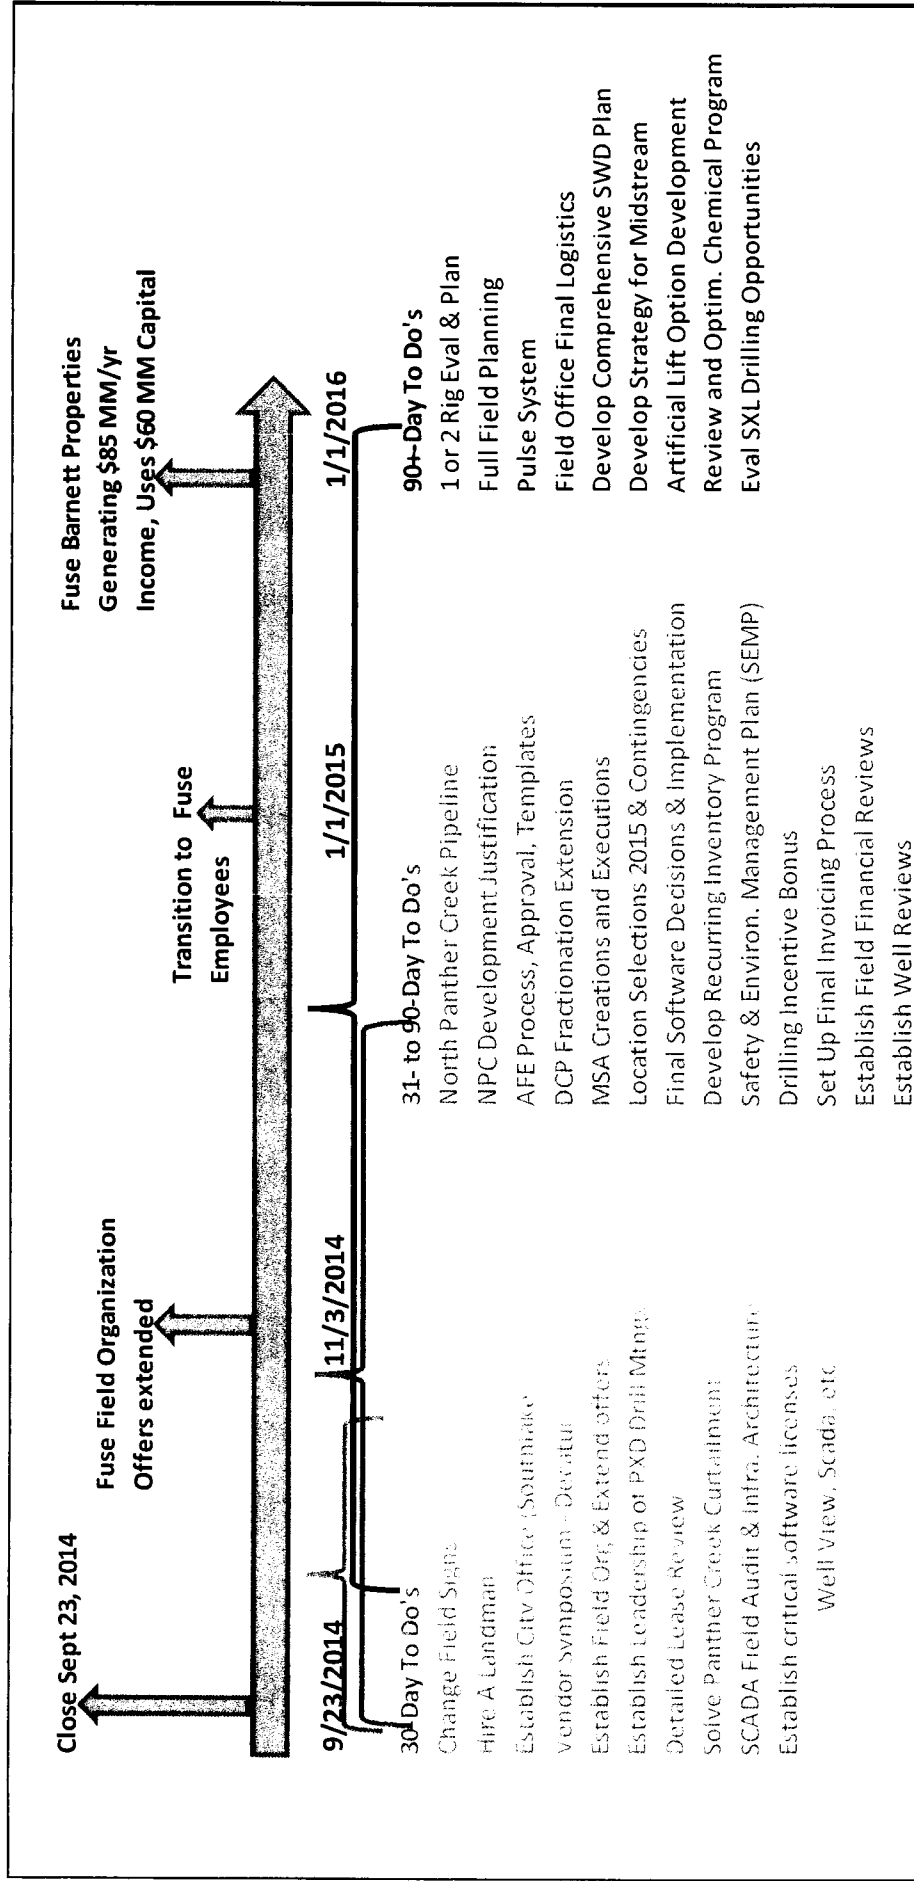 Close Sept 23, 2014
Fuse Field Organization
Offers extended
Transition to Fuse
Employees
Fuse Barnett Properties
Generating $85 MM/yr
Income, Uses $60 MM Capital
9/23/2014
11/3/2014
1/1/2015
1/1/2016
30-Day To Do's
Change Field Signs
Hire A Landman
Establish City Office (Southlake
Vendor Symposium - Decatur
Establish Field Org & Extend offers
Establish Leadership of PXD Drill Mtngs
Detailed Lease Review
Solve Panther Creek Curtailment
SCADA Field Audit & Infra. Architecture
Establish critical software licenses
Well View, Scada, etc
31- to 90-Day To Do's
North Panther Creek Pipeline
NPC Development Justification
AFE Process, Approval, Templates
DCP Fractionation Extension
MSA Creations and Executions
Location Selections 2015 & Contingencies
Final Software Decisions & Implementation
Develop Recurring Inventory Program
Safety & Environ. Management Plan (SEMP)
Drilling Incentive Bonus
Set Up Final Invoicing Process
Establish Field Financial Reviews
Establish Well Reviews
90+-Day To Do's
1 or 2 Rig Eval & Plan
Full Field Planning
Pulse System
Field Office Final Logistics
Develop Comprehensive SWD Plan
Develop Strategy for Midstream
Artificial Lift Option Development
Review and Optim. Chemical Program
Eval SXL Drilling Opportunities